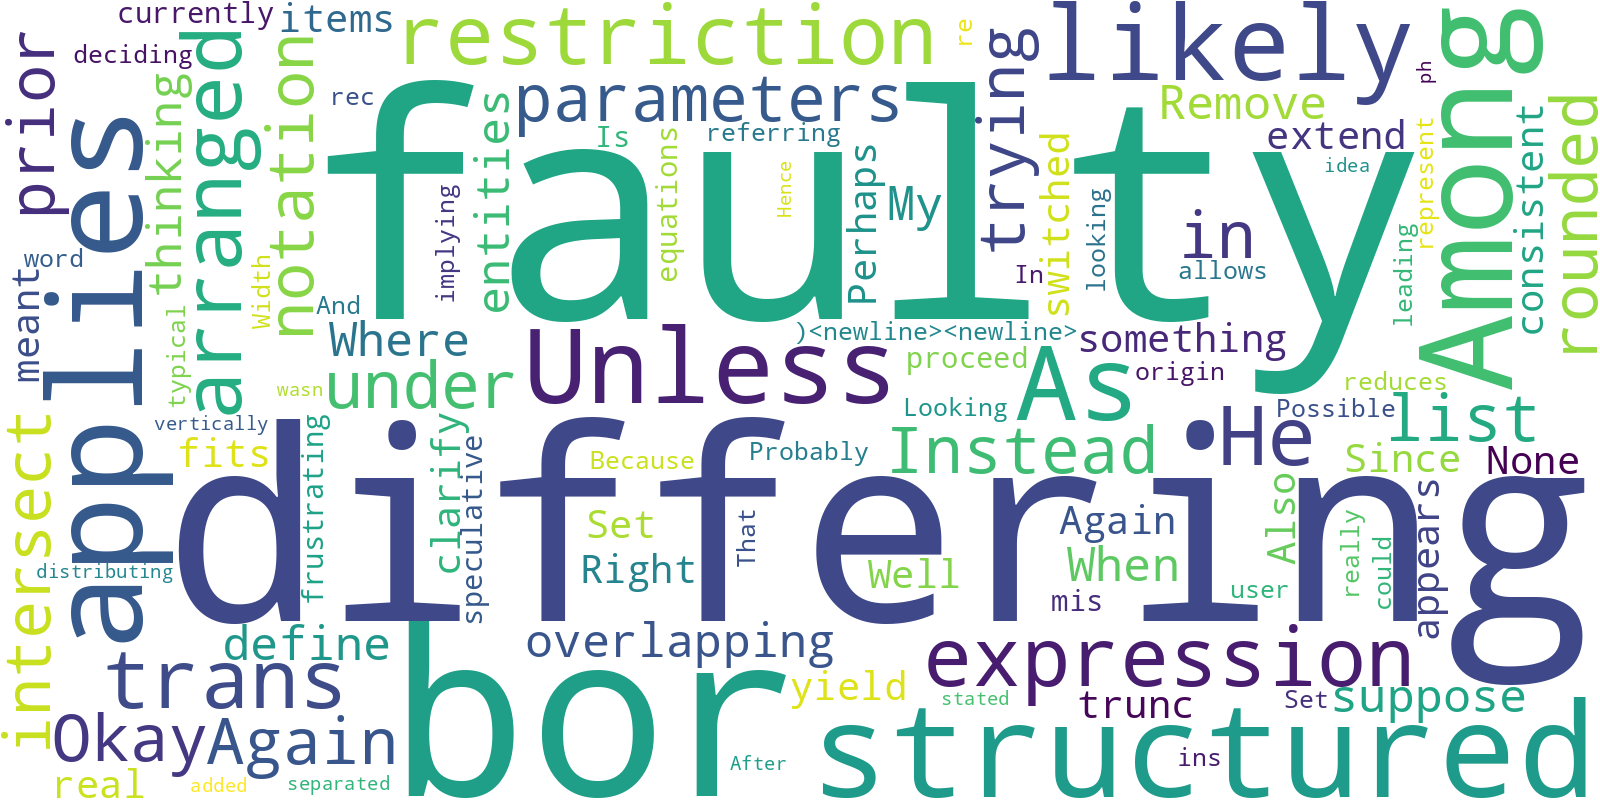 currently
items
restriction
likely
Among
deciding
prior
applies
thinking
arranged
notation
rec
faulty
parameters
Is
referring
entities
equations
implying
Hence
Perhaps
My
trying
re
Remove
ph
extend
idea
switched
looking
in
In
allows
represent
leading
consistent
rounded
word
meant
typical
Width
And
Where
under
wasn
vertically
Unless
)<newline><newline>
proceed
As
something
origin
reduces
Looking
Possible
list
He
Instead
Since
None
intersect
fits
frustrating
clarify
speculative
differing
Because
Probably
Set
That
Right
Well
Again
When
mis
Also
user
really
could
appears
distributing
define
trans
Okay
Again
real
added
separated
bor
overlapping
yield
After
expression
stated
trunc
Set
suppose
structured
ins